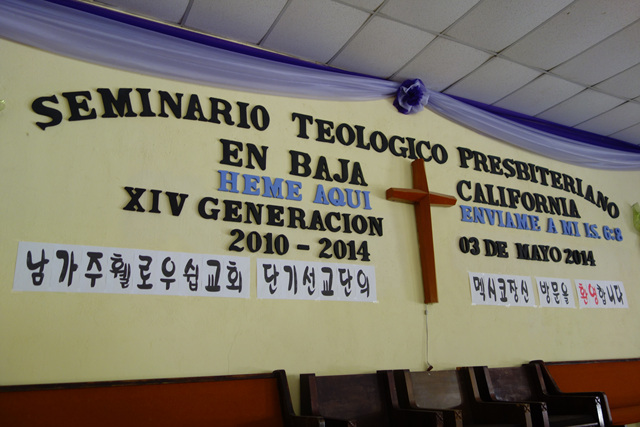 SEMINARIO TEOLOGICO PRESBITERIANO
EN BAJA CALIFORNIA
HEME AQUI ENVIAME A MI IS. 6:8
XIV GENERACION
2010 - 2014 03 DE MAYO 2014
남가주휄로우쉽교회 단기선교단의 멕시코장신 방문을 환영합니다